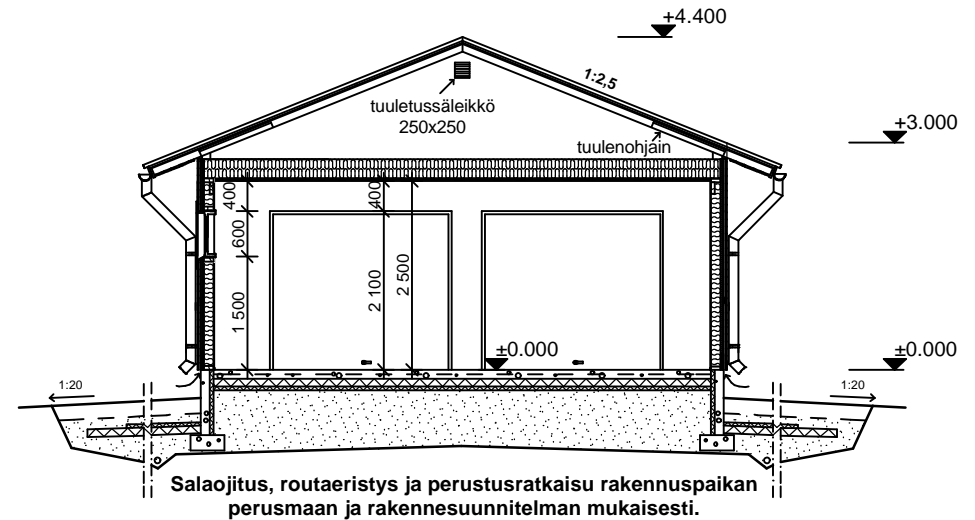 +4.400
1:2,5
tuuletussäleikkö
250x250
tuulenohjain
+3.000
400
400
600
1 500
2 100
2 500
±0.000
±0.000
1:20
1:20
Salaojitus, routaeristys ja perustusratkaisu rakennuspaikan
perusmaan ja rakennesuunnitelman mukaisesti.